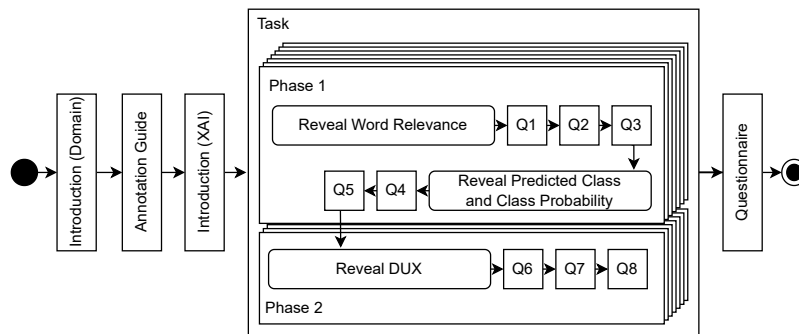 Introduction (Domain)
Annotation Guide
Introduction (XAI)
Task
Phase 1
Reveal Word Relevance
Q1
Q2
Q3
Reveal Predicted Class
and Class Probability
Q4
Q5
Reveal DUX
Q6
Q7
Q8
Phase 2
Questionnaire